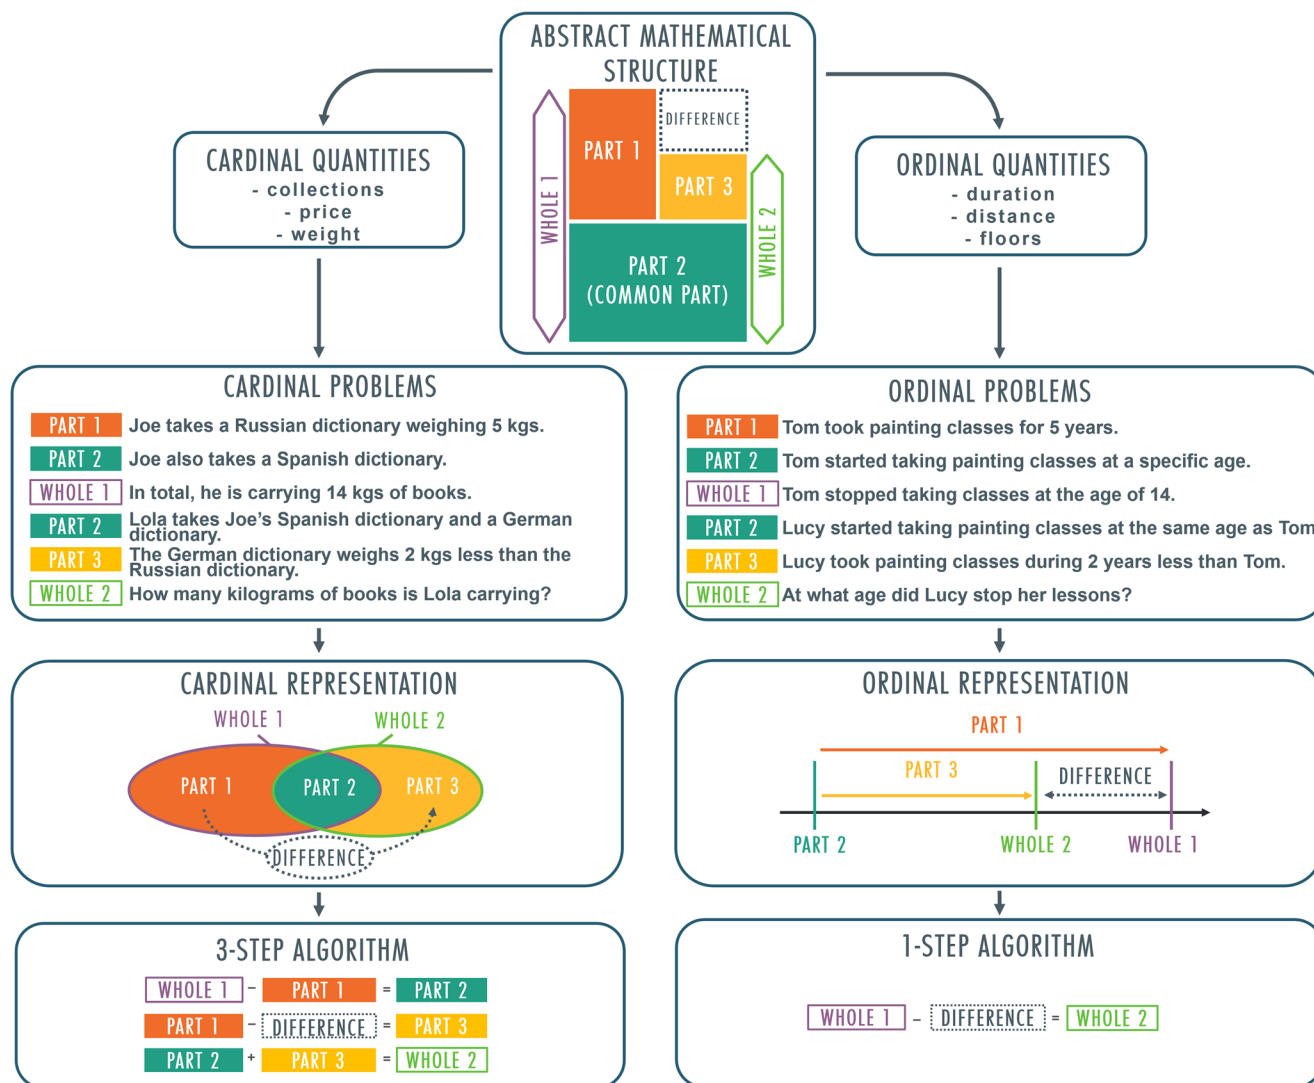 ABSTRACT MATHEMATICAL
STRUCTURE
WHOLE 1
PART 1
DIFFERENCE
PART 3
WHOLE 2
PART 2
(COMMON PART)
CARDINAL QUANTITIES
- collections
- price
- weight
ORDINAL QUANTITIES
- duration
- distance
- floors
CARDINAL PROBLEMS
PART 1 Joe takes a Russian dictionary weighing 5 kgs.
PART 2 Joe also takes a Spanish dictionary.
WHOLE 1 In total, he is carrying 14 kgs of books.
PART 2 Lola takes Joe's Spanish dictionary and a German
dictionary.
PART 3 The German dictionary weighs 2 kgs less than the
Russian dictionary.
WHOLE 2 How many kilograms of books is Lola carrying?
ORDINAL PROBLEMS
PART 1 Tom took painting classes for 5 years.
PART 2 Tom started taking painting classes at a specific age.
WHOLE 1 Tom stopped taking classes at the age of 14.
PART 2 Lucy started taking painting classes at the same age as Tom
PART 3 Lucy took painting classes during 2 years less than Tom.
WHOLE 2 At what age did Lucy stop her lessons?
CARDINAL REPRESENTATION
WHOLE 1 WHOLE 2
PART 1 PART 2 PART 3
DIFFERENCE
ORDINAL REPRESENTATION
PART 1
PART 3 DIFFERENCE
PART 2 WHOLE 2 WHOLE 1
3-STEP ALGORITHM
WHOLE 1 - PART 1 = PART 2
PART 1 - DIFFERENCE = PART 3
PART 2 + PART 3 = WHOLE 2
1-STEP ALGORITHM
WHOLE 1 - DIFFERENCE = WHOLE 2